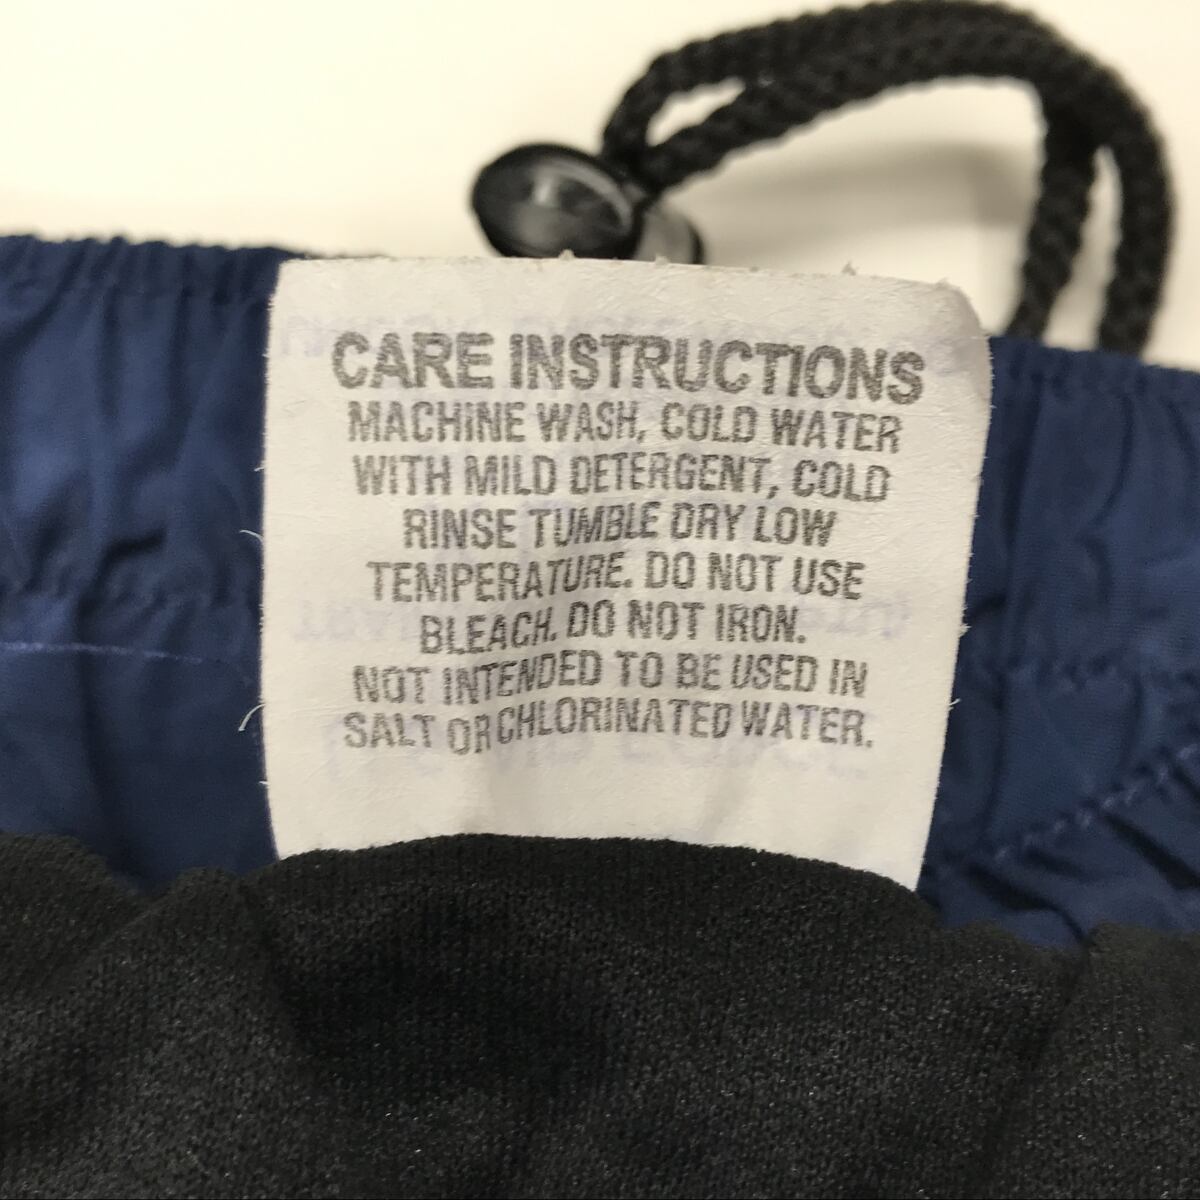 CARE INSTRUCTIONS
MACHINE WASH, COLD WATER
WITH MILD DETERGENT, COLD
RINSE TUMBLE DRY LOW
TEMPERATURE. DO NOT USE
BLEACH. DO NOT IRON.
NOT INTENDED TO BE USED IN
SALT OR CHLORINATED WATER.